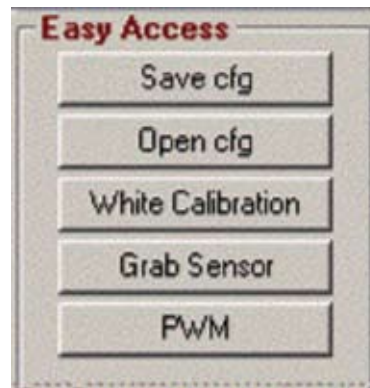 Easy Access
Save cfg
Open cfg
White Calibration
Grab Sensor
PWM